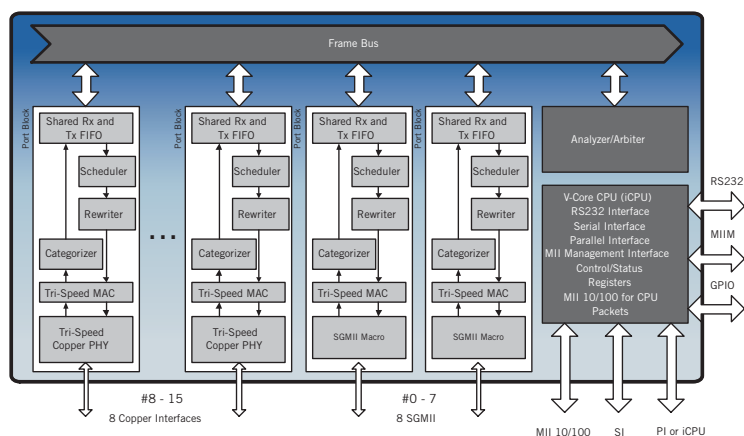 Frame Bus
Port Block
Shared Rx and
Tx FIFO
Scheduler
Rewriter
Categorizer
Tri-Speed MAC
Tri-Speed
Copper PHY
...
Port Block
Shared Rx and
Tx FIFO
Scheduler
Rewriter
Categorizer
Tri-Speed MAC
Tri-Speed
Copper PHY
Port Block
Shared Rx and
Tx FIFO
Scheduler
Rewriter
Categorizer
Tri-Speed MAC
SGMII Macro
Port Block
Shared Rx and
Tx FIFO
Scheduler
Rewriter
Categorizer
Tri-Speed MAC
SGMII Macro
Analyzer/Arbiter
V-Core CPU (iCPU)
RS232 Interface
Serial Interface
Parallel Interface
MII Management Interface
Control/Status
Registers
MII 10/100 for CPU
Packets
RS232
MIIM
GPIO
#8 - 15
8 Copper Interfaces
#0 - 7
8 SGMII
MII 10/100
SI
PI or iCPU